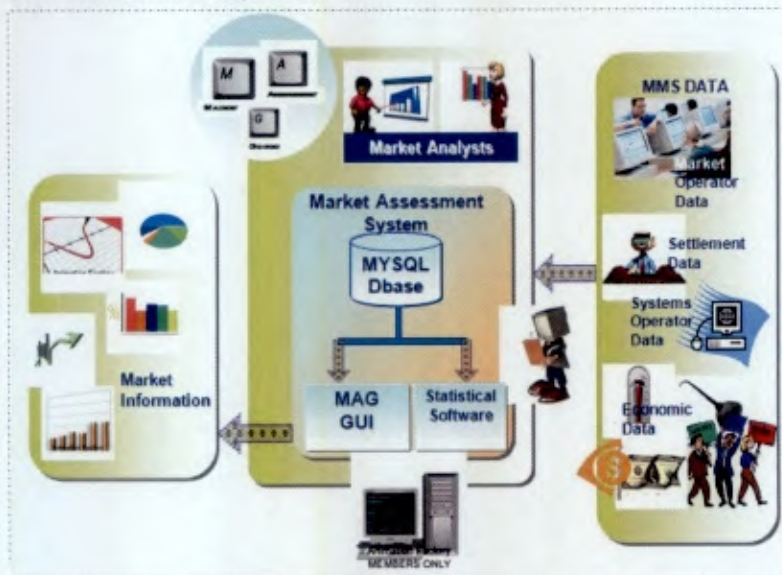 M
A
G
Market Analysts
MMS DATA
Market
Operator
Data
Settlement
Data
Systems
Operator
Data
Economic
Data
Market Assessment
System
MYSQL
Dbase
MAG
GUI
Statistical
Software
Market
Information
%
$
MEMBERS ONLY